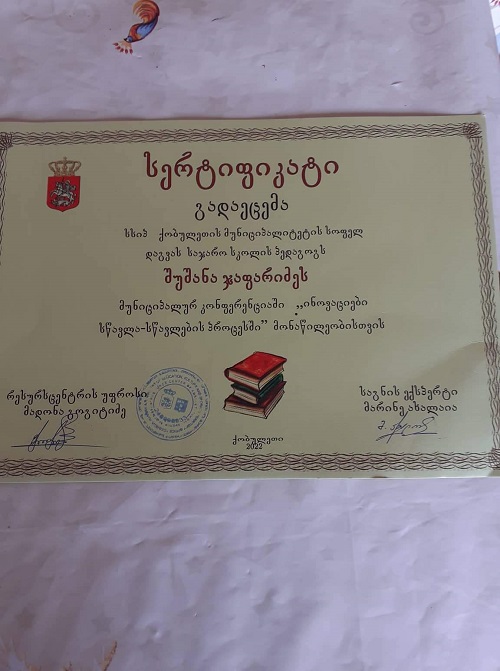 სერტიფიკატი
გადაეცემა
სსიპ ქობულეთის მუნიციპალიტეტის სოფელ
დაგვას საჯარო სკოლის პედაგოგს
შუშანა ჯაფარიძეს
მუნიციპალურ კონფერენციაში ,,ინოვაციები
სწავლა-სწავლების პროცესში” მონაწილეობისთვის
რესურსცენტრის უფროსი
მადონა გოგიტიძე
საგნის ექსპერტი
მარინე ახალაია
ქობულეთი
2022